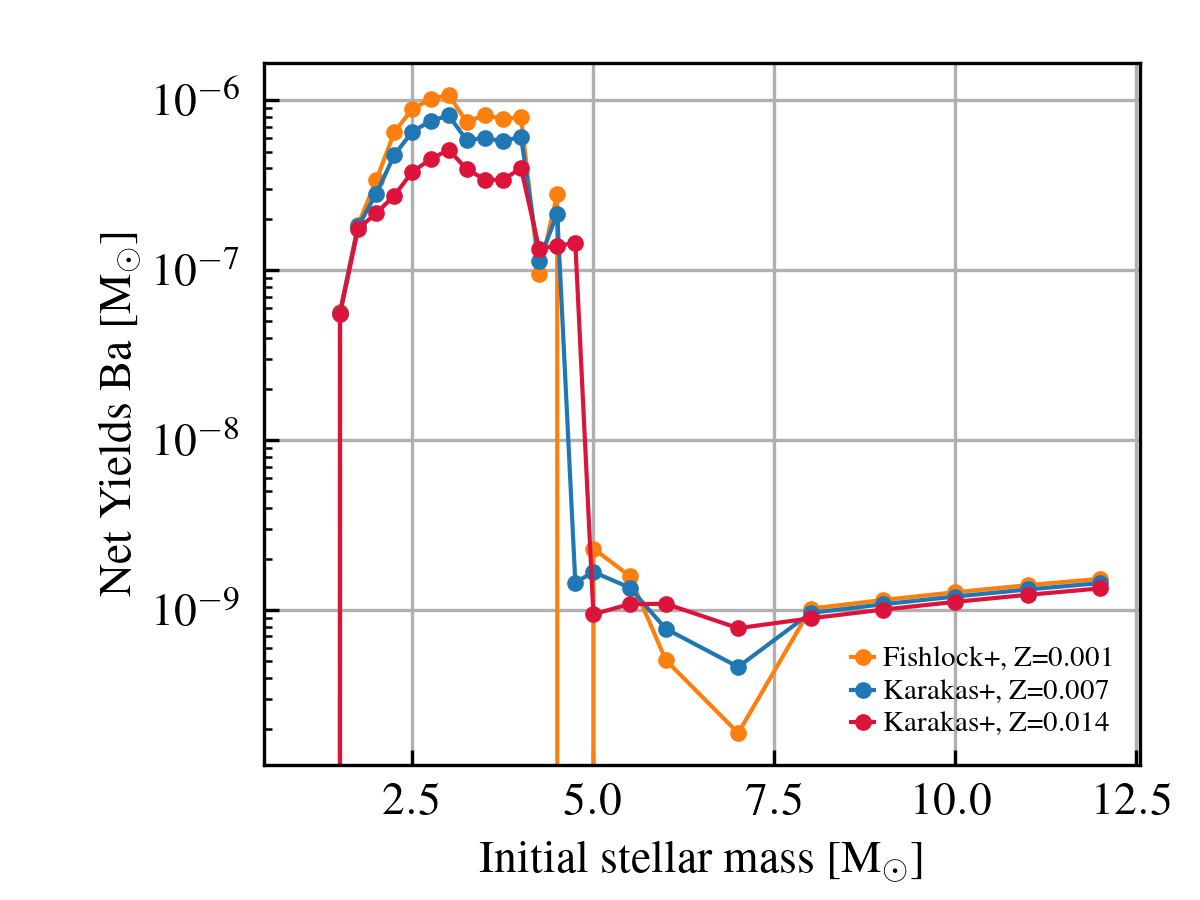 10⁻⁶
10⁻⁷
10⁻⁸
10⁻⁹
Net Yields Ba [M☉]
Fishlock+, Z=0.001
Karakas+, Z=0.007
Karakas+, Z=0.014
2.5 5.0 7.5 10.0 12.5
Initial stellar mass [M☉]